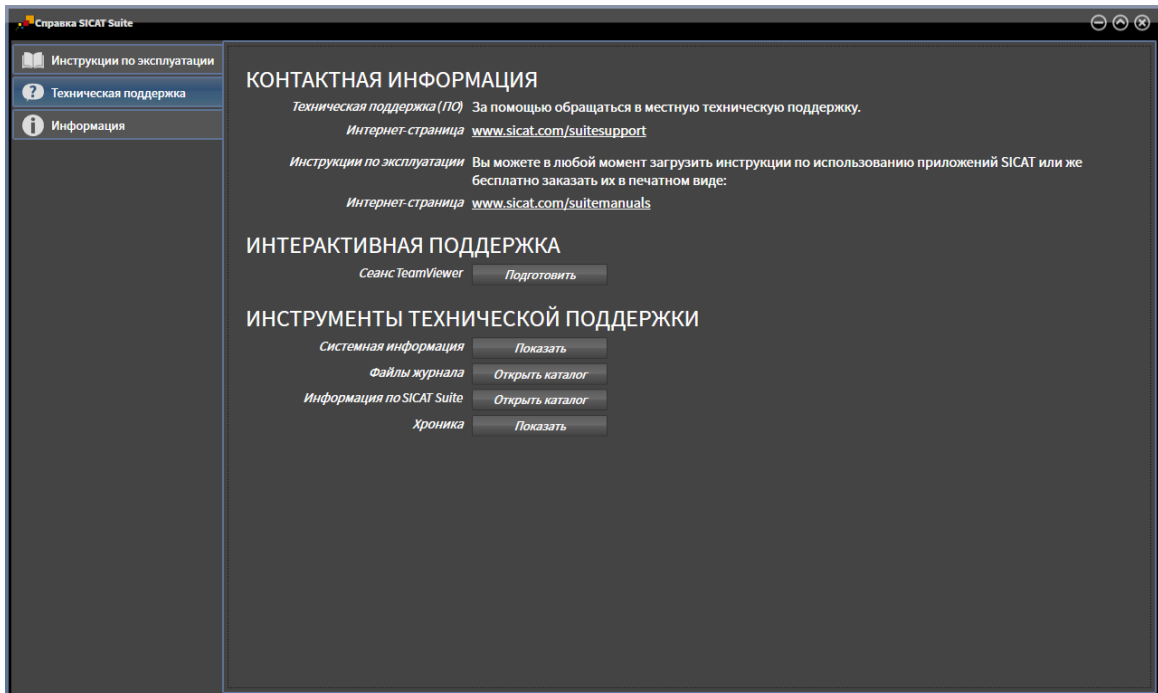 Справка SICAT Suite
Инструкции по эксплуатации
Техническая поддержка
Информация
КОНТАКТНАЯ ИНФОРМАЦИЯ
Техническая поддержка (ПО) За помощью обращаться в местную техническую поддержку.
Интернет-страница www.sicat.com/suitesupport
Инструкции по эксплуатации Вы можете в любой момент загрузить инструкции по использованию приложений SICAT или же
бесплатно заказать их в печатном виде:
Интернет-страница www.sicat.com/suitemanuals
ИНТЕРАКТИВНАЯ ПОДДЕРЖКА
Сеанс TeamViewer Подготовить
ИНСТРУМЕНТЫ ТЕХНИЧЕСКОЙ ПОДДЕРЖКИ
Системная информация Показать
Файлы журнала Открыть каталог
Информация по SICAT Suite Открыть каталог
Хроника Показать